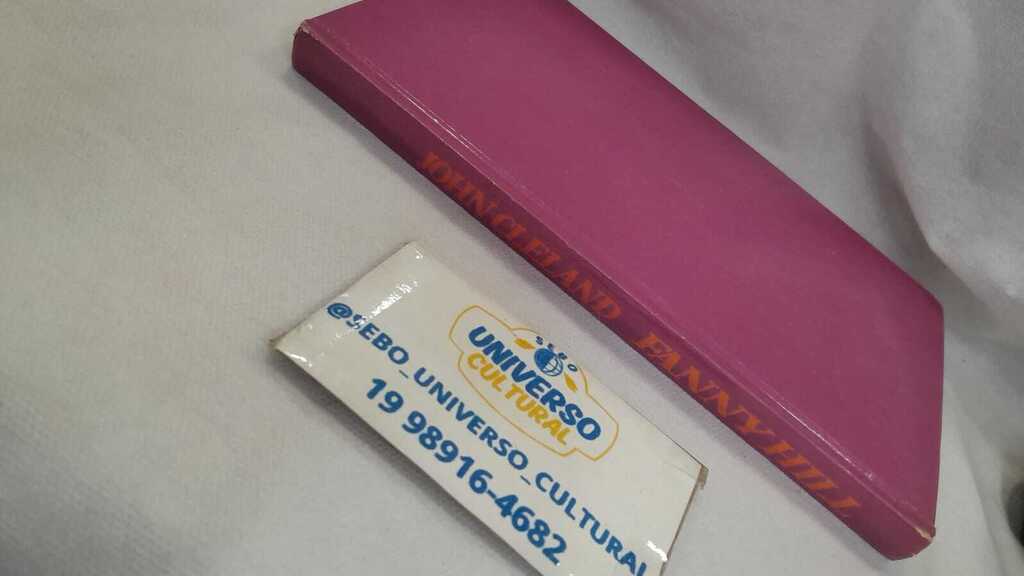 JOHN CLELAND FANNY HILL
SEBO
UNIVERSO
CULTURAL
@SEBO_UNIVERSO_CULTURAL
19 98916-4682